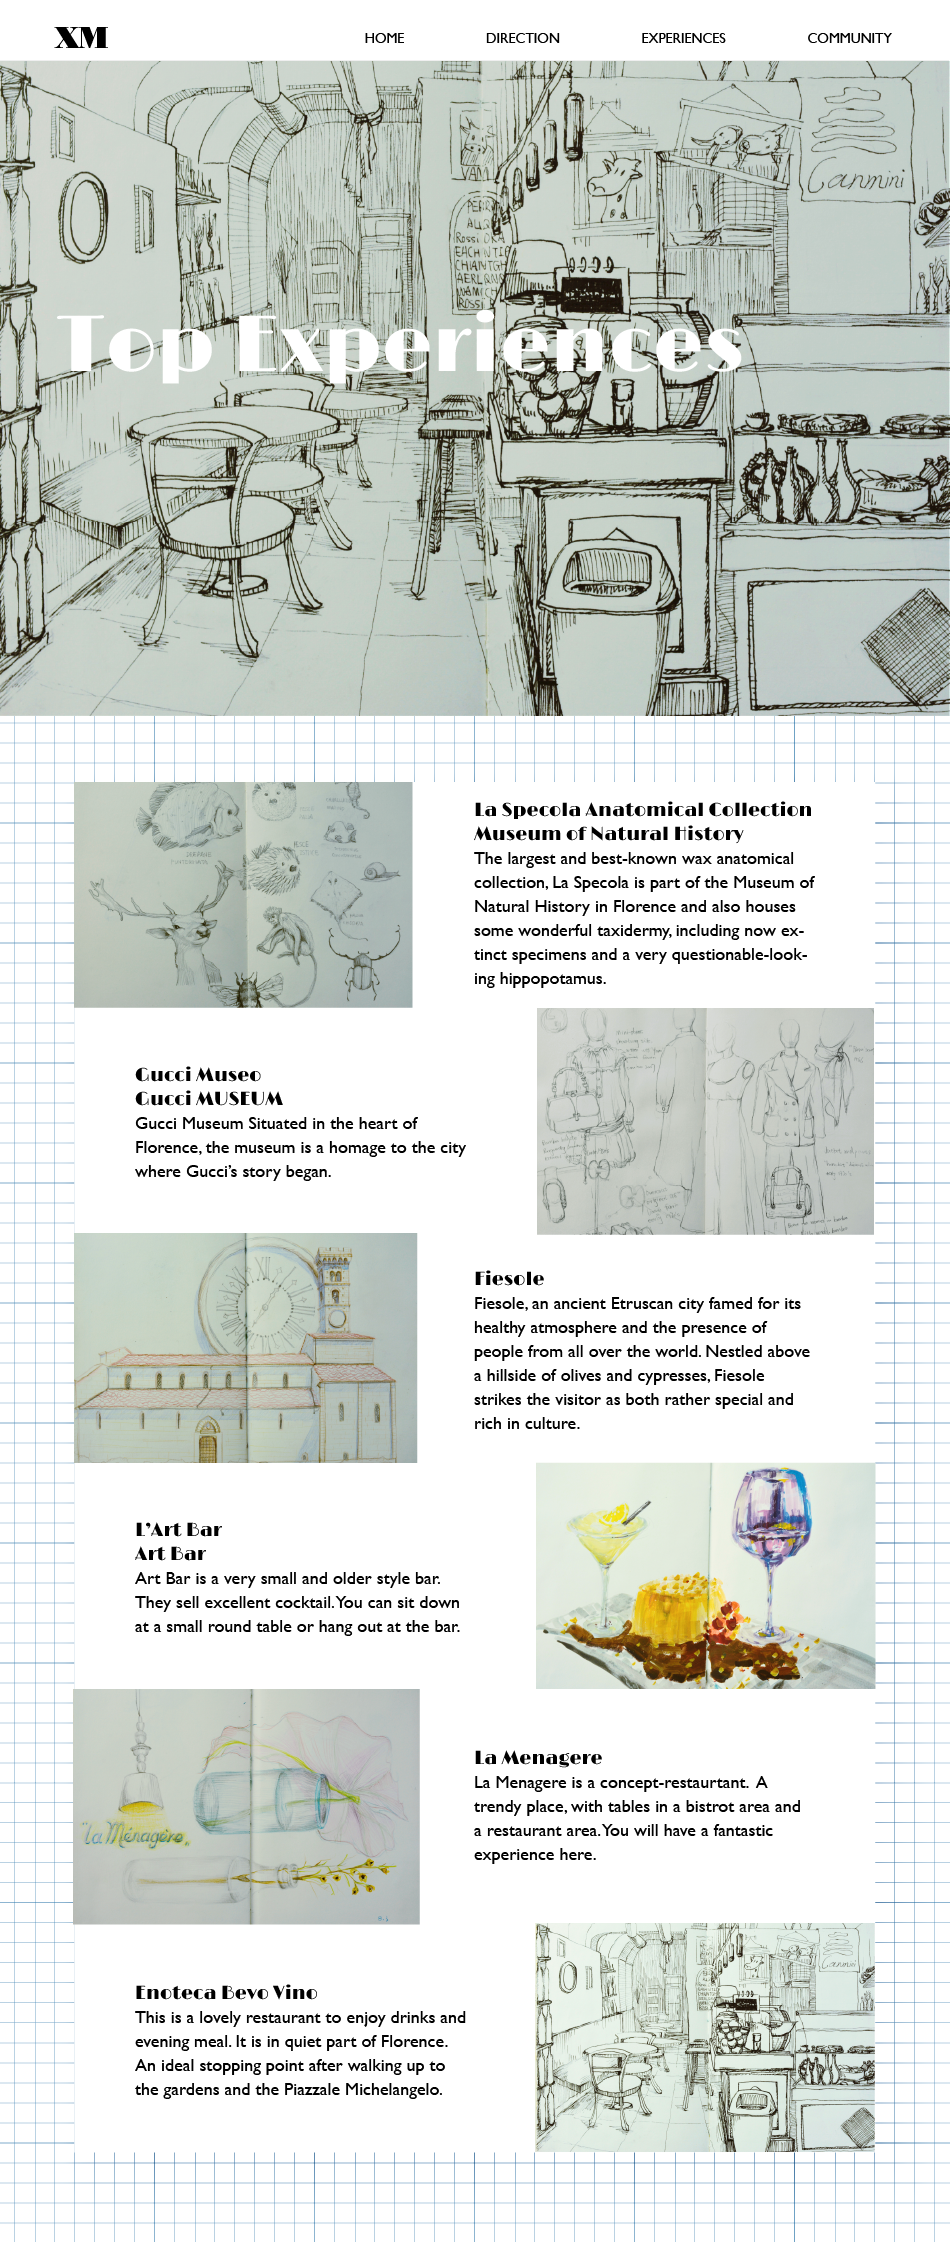 XM
HOME DIRECTION EXPERIENCES COMMUNITY
Canmini
Top Experiences
La Specola Anatomical Collection
Museum of Natural History
The largest and best-known wax anatomical
collection, La Specola is part of the Museum of
Natural History in Florence and also houses
some wonderful taxidermy, including now ex-
tinct specimens and a very questionable-look-
ing hippopotamus.
Gucci Museo
Gucci MUSEUM
Gucci Museum Situated in the heart of
Florence, the museum is a homage to the city
where Gucci's story began.
Fiesole
Fiesole, an ancient Etruscan city famed for its
healthy atmosphere and the presence of
people from all over the world. Nestled above
a hillside of olives and cypresses, Fiesole
strikes the visitor as both rather special and
rich in culture.
L'Art Bar
Art Bar
Art Bar is a very small and older style bar.
They sell excellent cocktail. You can sit down
at a small round table or hang out at the bar.
"la Ménagère"
La Menagere
La Menagere is a concept-restaurtant. A
trendy place, with tables in a bistrot area and
a restaurant area. You will have a fantastic
experience here.
Canmini
Enoteca Bevo Vino
This is a lovely restaurant to enjoy drinks and
evening meal. It is in quiet part of Florence.
An ideal stopping point after walking up to
the gardens and the Piazzale Michelangelo.